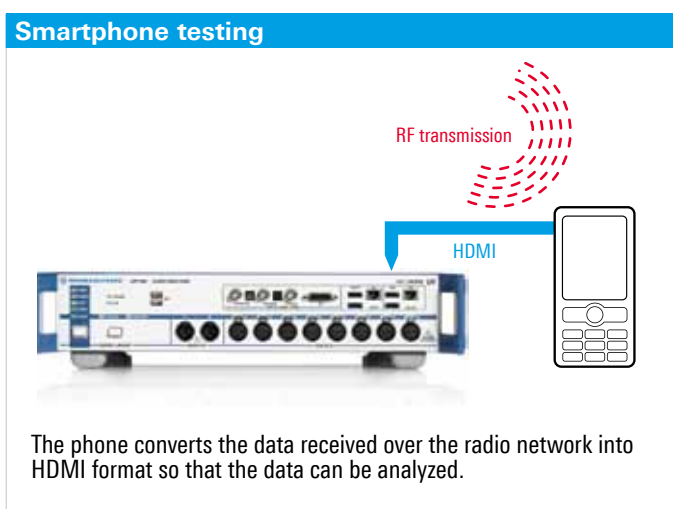 Smartphone testing
RF transmission
HDMI
The phone converts the data received over the radio network into
HDMI format so that the data can be analyzed.